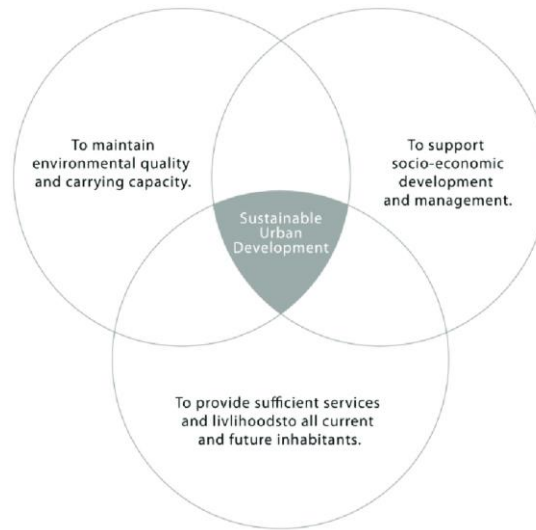 To maintain
environmental quality
and carrying capacity.
To support
socio-economic
development
and management.
Sustainable
Urban
Development
To provide sufficient services
and livlihoodsto all current
and future inhabitants.